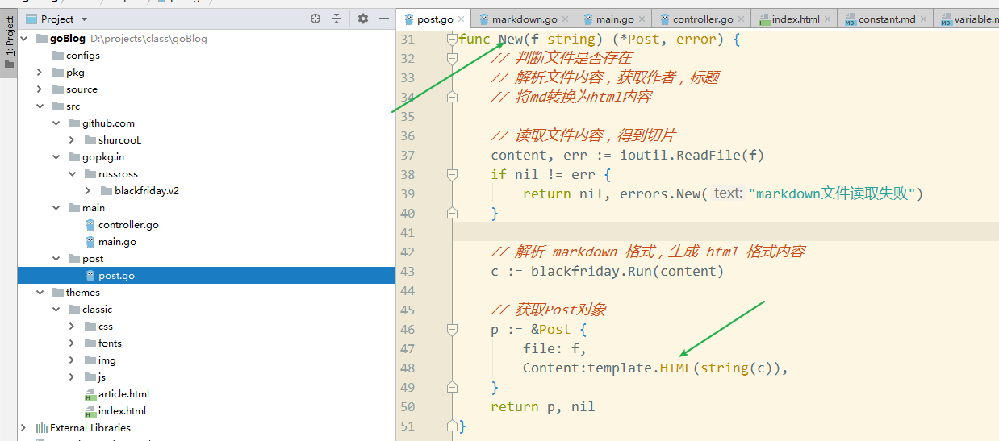 Project
1: Project
goBlog D:\projects\class\goBlog
configs
pkg
source
src
github.com
shurcooL
gopkg.in
russross
blackfriday.v2
main
controller.go
main.go
post
post.go
themes
classic
css
fonts
img
js
article.html
index.html
External Libraries
post.go
markdown.go
main.go
controller.go
index.html
constant.md
variable.m
31 func New(f string) (*Post, error) {
32 // 判断文件是否存在
33 // 解析文件内容，获取作者，标题
34 // 将md转换为html内容
35
36 // 读取文件内容，得到切片
37 content, err := ioutil.ReadFile(f)
38 if nil != err {
39 return nil, errors.New( text: "markdown文件读取失败")
40 }
41
42 // 解析 markdown 格式，生成 html 格式内容
43 c := blackfriday.Run(content)
44
45 // 获取Post对象
46 p := &Post {
47 file: f,
48 Content:template.HTML(string(c)),
49 }
50 return p, nil
51 }